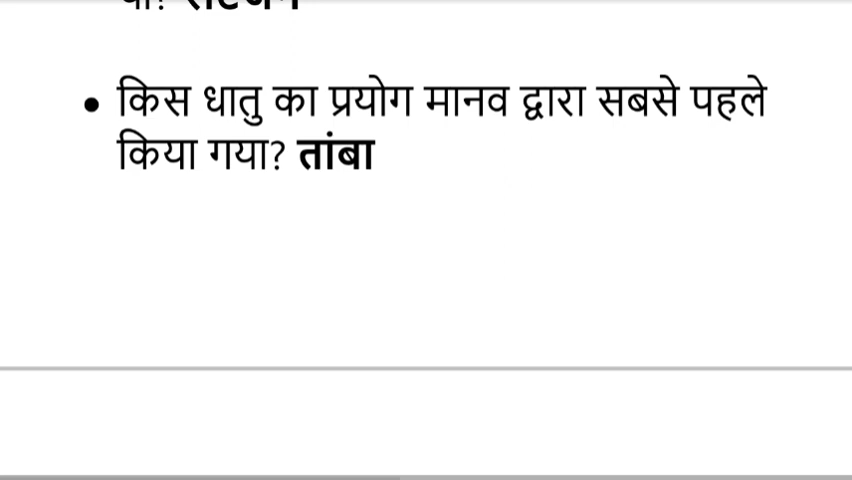 • किस धातु का प्रयोग मानव द्वारा सबसे पहले
किया गया? तांबा